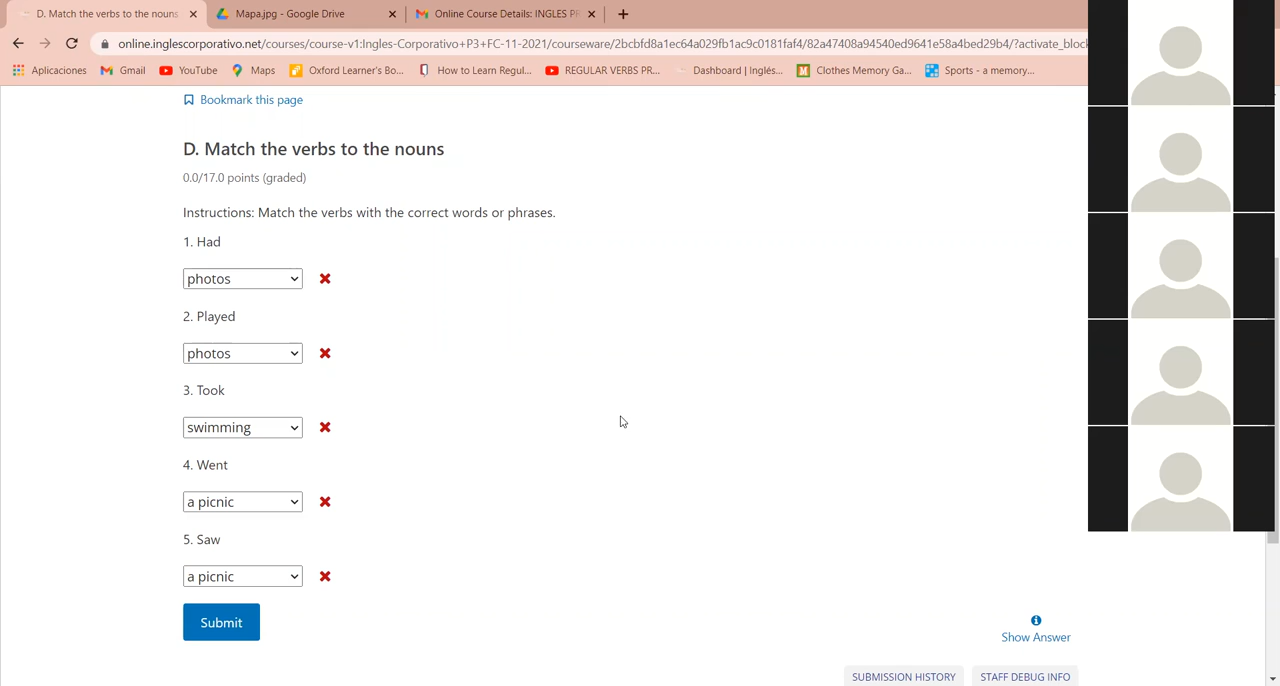 D. Match the verbs to the nouns
Mapa.jpg - Google Drive
Online Course Details: INGLES PR
online.inglescorporativo.net/courses/course-v1:Ingles-Corporativo+P3+FC-11-2021/courseware/2bcbfd8a1ec64a029fb1ac9c0181faf4/82a47408a94540ed9641e58a4bed29b4/?activate_block
Aplicaciones Gmail YouTube Maps Oxford Learner's Bo... How to Learn Regul... REGULAR VERBS PR... Dashboard | Inglés... Clothes Memory Ga... Sports - a memory...
Bookmark this page
D. Match the verbs to the nouns
0.0/17.0 points (graded)
Instructions: Match the verbs with the correct words or phrases.
1. Had
photos
2. Played
photos
3. Took
swimming
4. Went
a picnic
5. Saw
a picnic
Submit
Show Answer
SUBMISSION HISTORY
STAFF DEBUG INFO